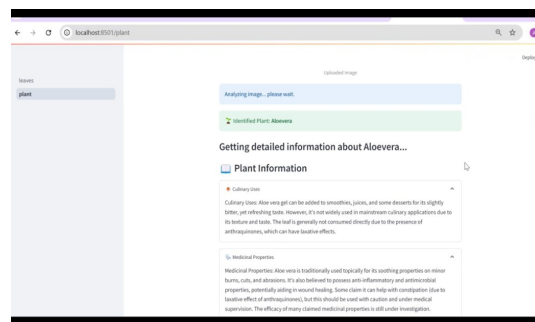 localhost:8501/plant
Deploy
leaves
plant
Uploaded Image
Analyzing image... please wait.
Identified Plant: Aloevera
Getting detailed information about Aloevera...
Plant Information
Culinary Uses
Culinary Uses: Aloe vera gel can be added to smoothies, juices, and some desserts for its slightly
bitter, yet refreshing taste. However, it's not widely used in mainstream culinary applications due to
its texture and taste. The leaf is generally not consumed directly due to the presence of
anthraquinones, which can have laxative effects.
Medicinal Properties
Medicinal Properties: Aloe vera is traditionally used topically for its soothing properties on minor
burns, cuts, and abrasions. It's also believed to possess anti-inflammatory and antimicrobial
properties, potentially aiding in wound healing. Some claim it can help with constipation (due to
laxative effect of anthraquinones), but this should be used with caution and under medical
supervision. The efficacy of many claimed medicinal properties is still under investigation.